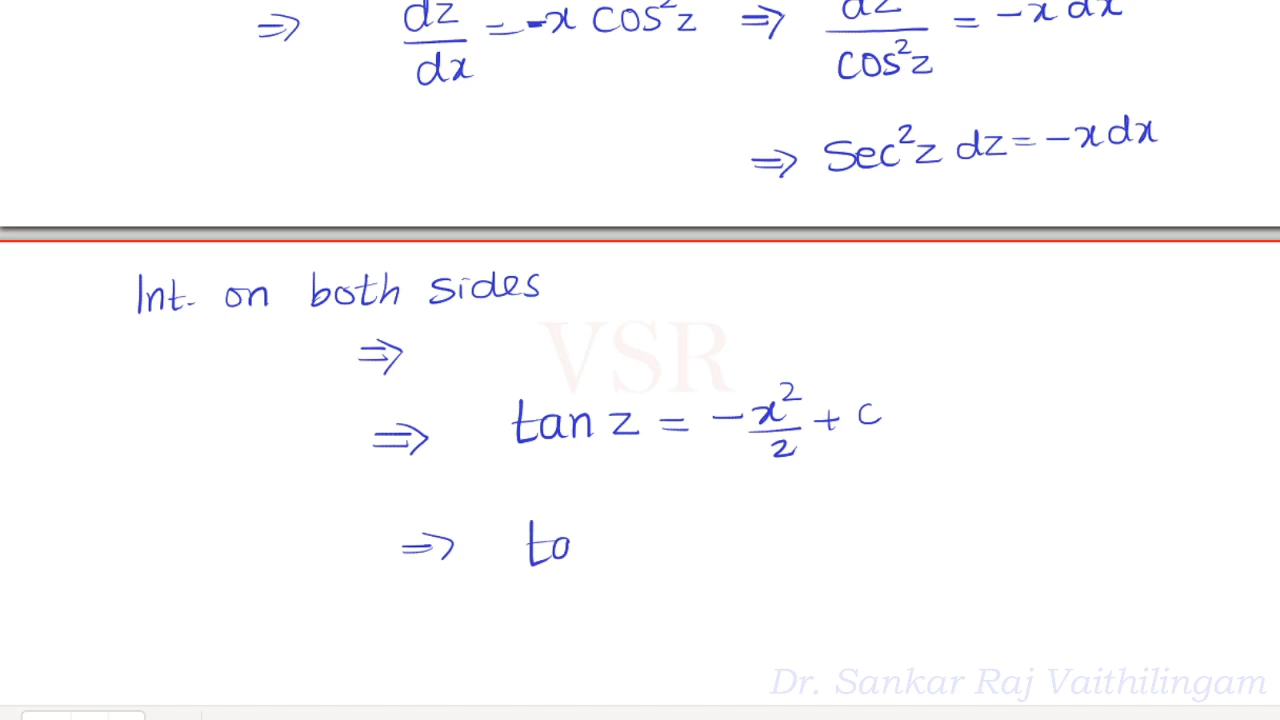 ⇒ dz/dx = -x cos²z ⇒ dz/cos²z = -x dx
⇒ Sec²z dz = -x dx
Int. on both sides
VSR
⇒
⇒ tan z = -x²/2 + c
⇒ to
Dr. Sankar Raj Vaithilingam